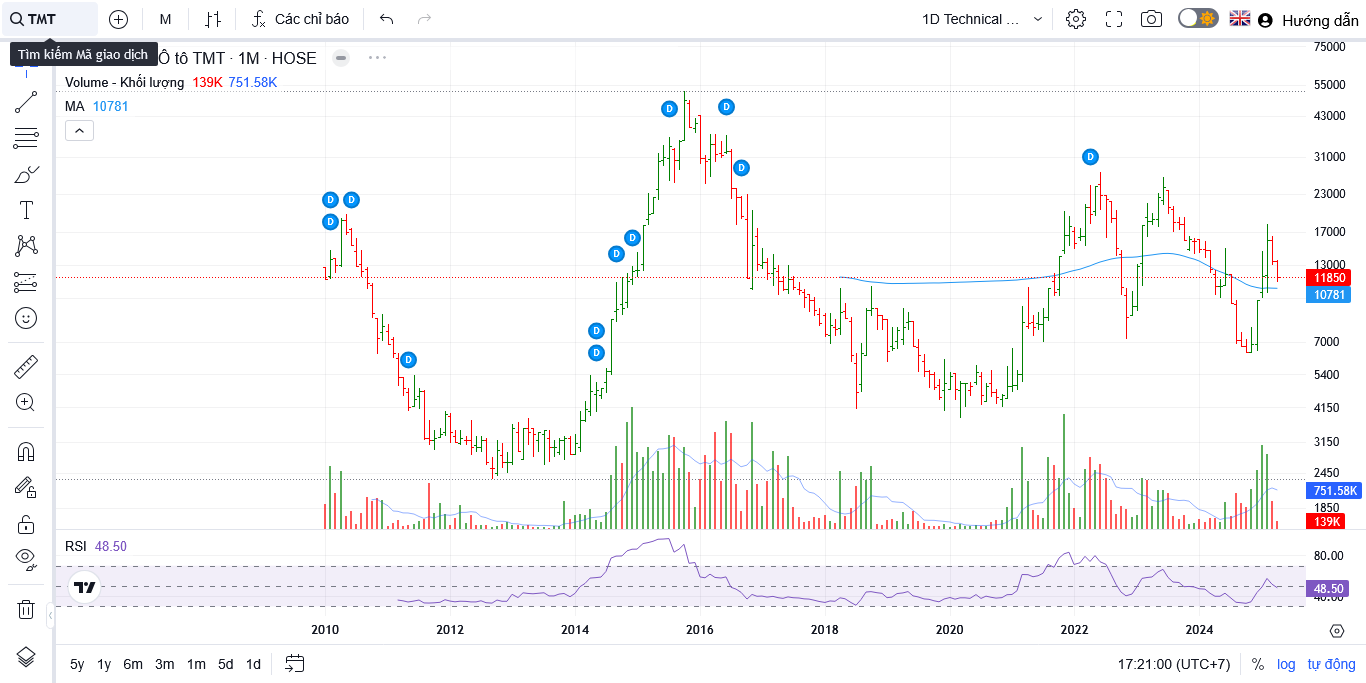 TMT
M
Các chỉ báo
1D Technical ...
Hướng dẫn
Tìm kiếm Mã giao dịch
Ô tô TMT · 1M · HOSE
Volume - Khối lượng 139K 751.58K
MA 10781
75000
55000
43000
31000
23000
17000
13000
11850
10781
7000
5400
4150
3150
2450
751.58K
1850
139K
D
D
D
D
D
D
D
D
D
D
D
D
D
RSI 48.50
80.00
48.50
40.00
2010 2012 2014 2016 2018 2020 2022 2024
5y 1y 6m 3m 1m 5d 1d
17:21:00 (UTC+7) % log tự động